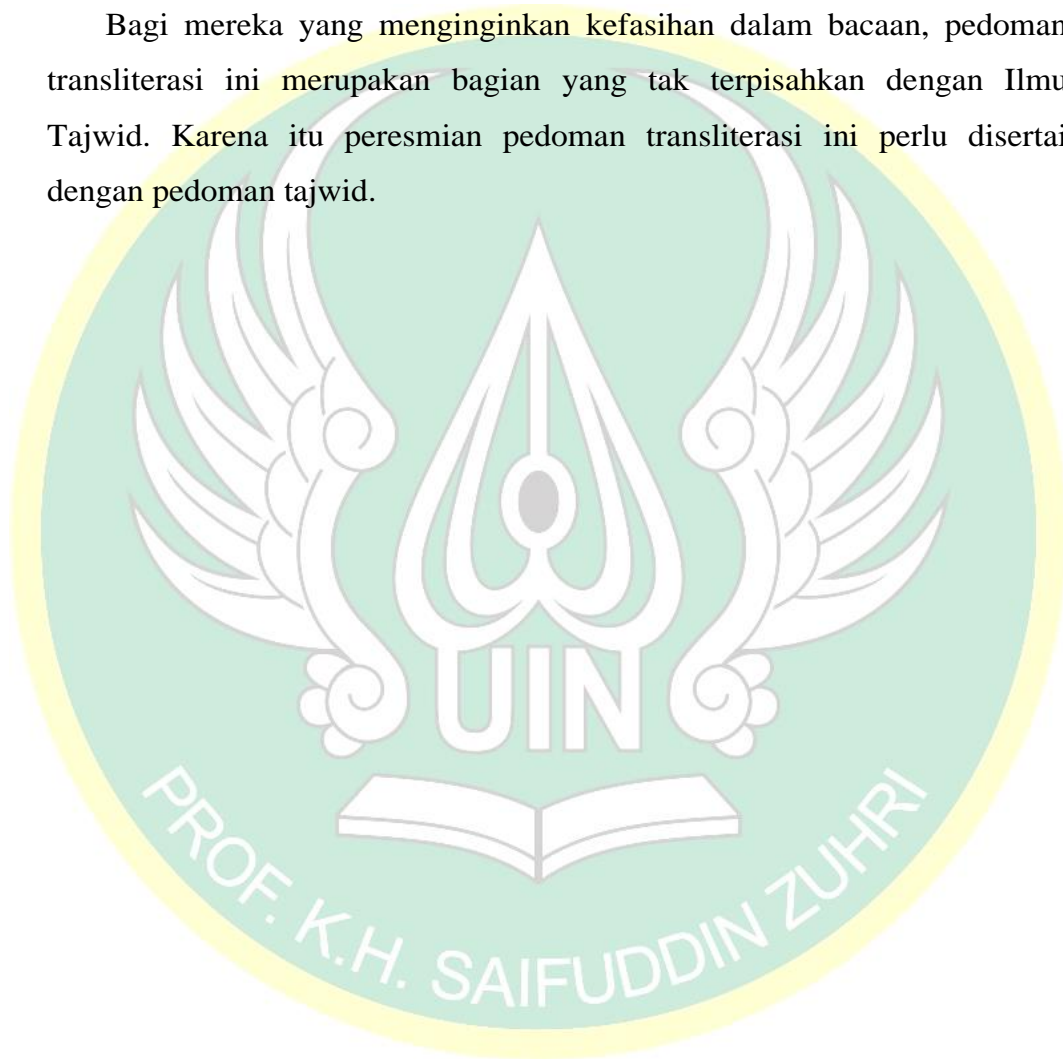 Bagi mereka yang menginginkan kefasihan dalam bacaan, pedoman
transliterasi ini merupakan bagian yang tak terpisahkan dengan Ilmu
Tajwid. Karena itu peresmian pedoman transliterasi ini perlu disertai
dengan pedoman tajwid.
UIN
PROF. K.H. SAIFUDDIN ZUHRI